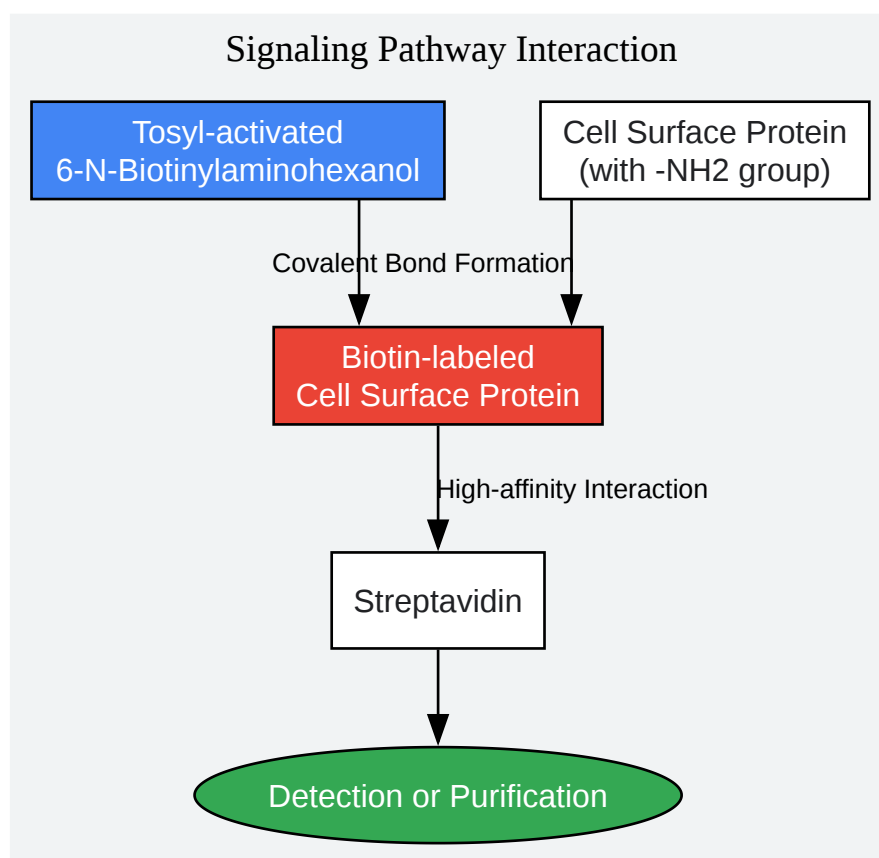 Signaling Pathway Interaction
Tosyl-activated
6-N-Biotinylaminohexanol
Cell Surface Protein
(with -NH2 group)
Covalent Bond Formation
Biotin-labeled
Cell Surface Protein
High-affinity Interaction
Streptavidin
Detection or Purification